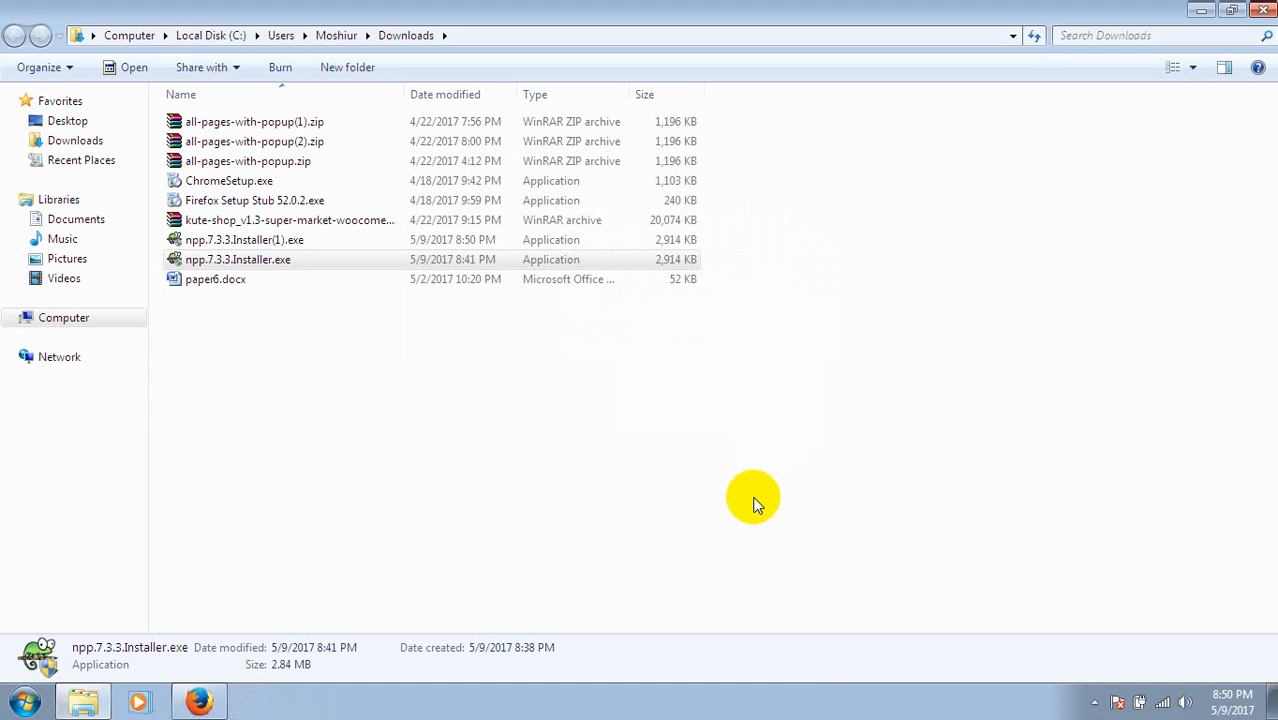 Computer Local Disk (C:) Users Moshiur Downloads Search Downloads
Organize Open Share with Burn New folder
Name Date modified Type Size
Favorites
Desktop
Downloads
Recent Places
Libraries
Documents
Music
Pictures
Videos
Computer
Network
all-pages-with-popup(1).zip 4/22/2017 7:56 PM WinRAR ZIP archive 1,196 KB
all-pages-with-popup(2).zip 4/22/2017 8:00 PM WinRAR ZIP archive 1,196 KB
all-pages-with-popup.zip 4/22/2017 4:12 PM WinRAR ZIP archive 1,196 KB
ChromeSetup.exe 4/18/2017 9:42 PM Application 1,103 KB
Firefox Setup Stub 52.0.2.exe 4/18/2017 9:59 PM Application 240 KB
kute-shop_v1.3-super-market-woocome... 4/22/2017 9:15 PM WinRAR archive 20,074 KB
npp.7.3.3.Installer(1).exe 5/9/2017 8:50 PM Application 2,914 KB
npp.7.3.3.Installer.exe 5/9/2017 8:41 PM Application 2,914 KB
paper6.docx 5/2/2017 10:20 PM Microsoft Office ... 52 KB
npp.7.3.3.Installer.exe Date modified: 5/9/2017 8:41 PM Date created: 5/9/2017 8:38 PM
Application Size: 2.84 MB
8:50 PM
5/9/2017